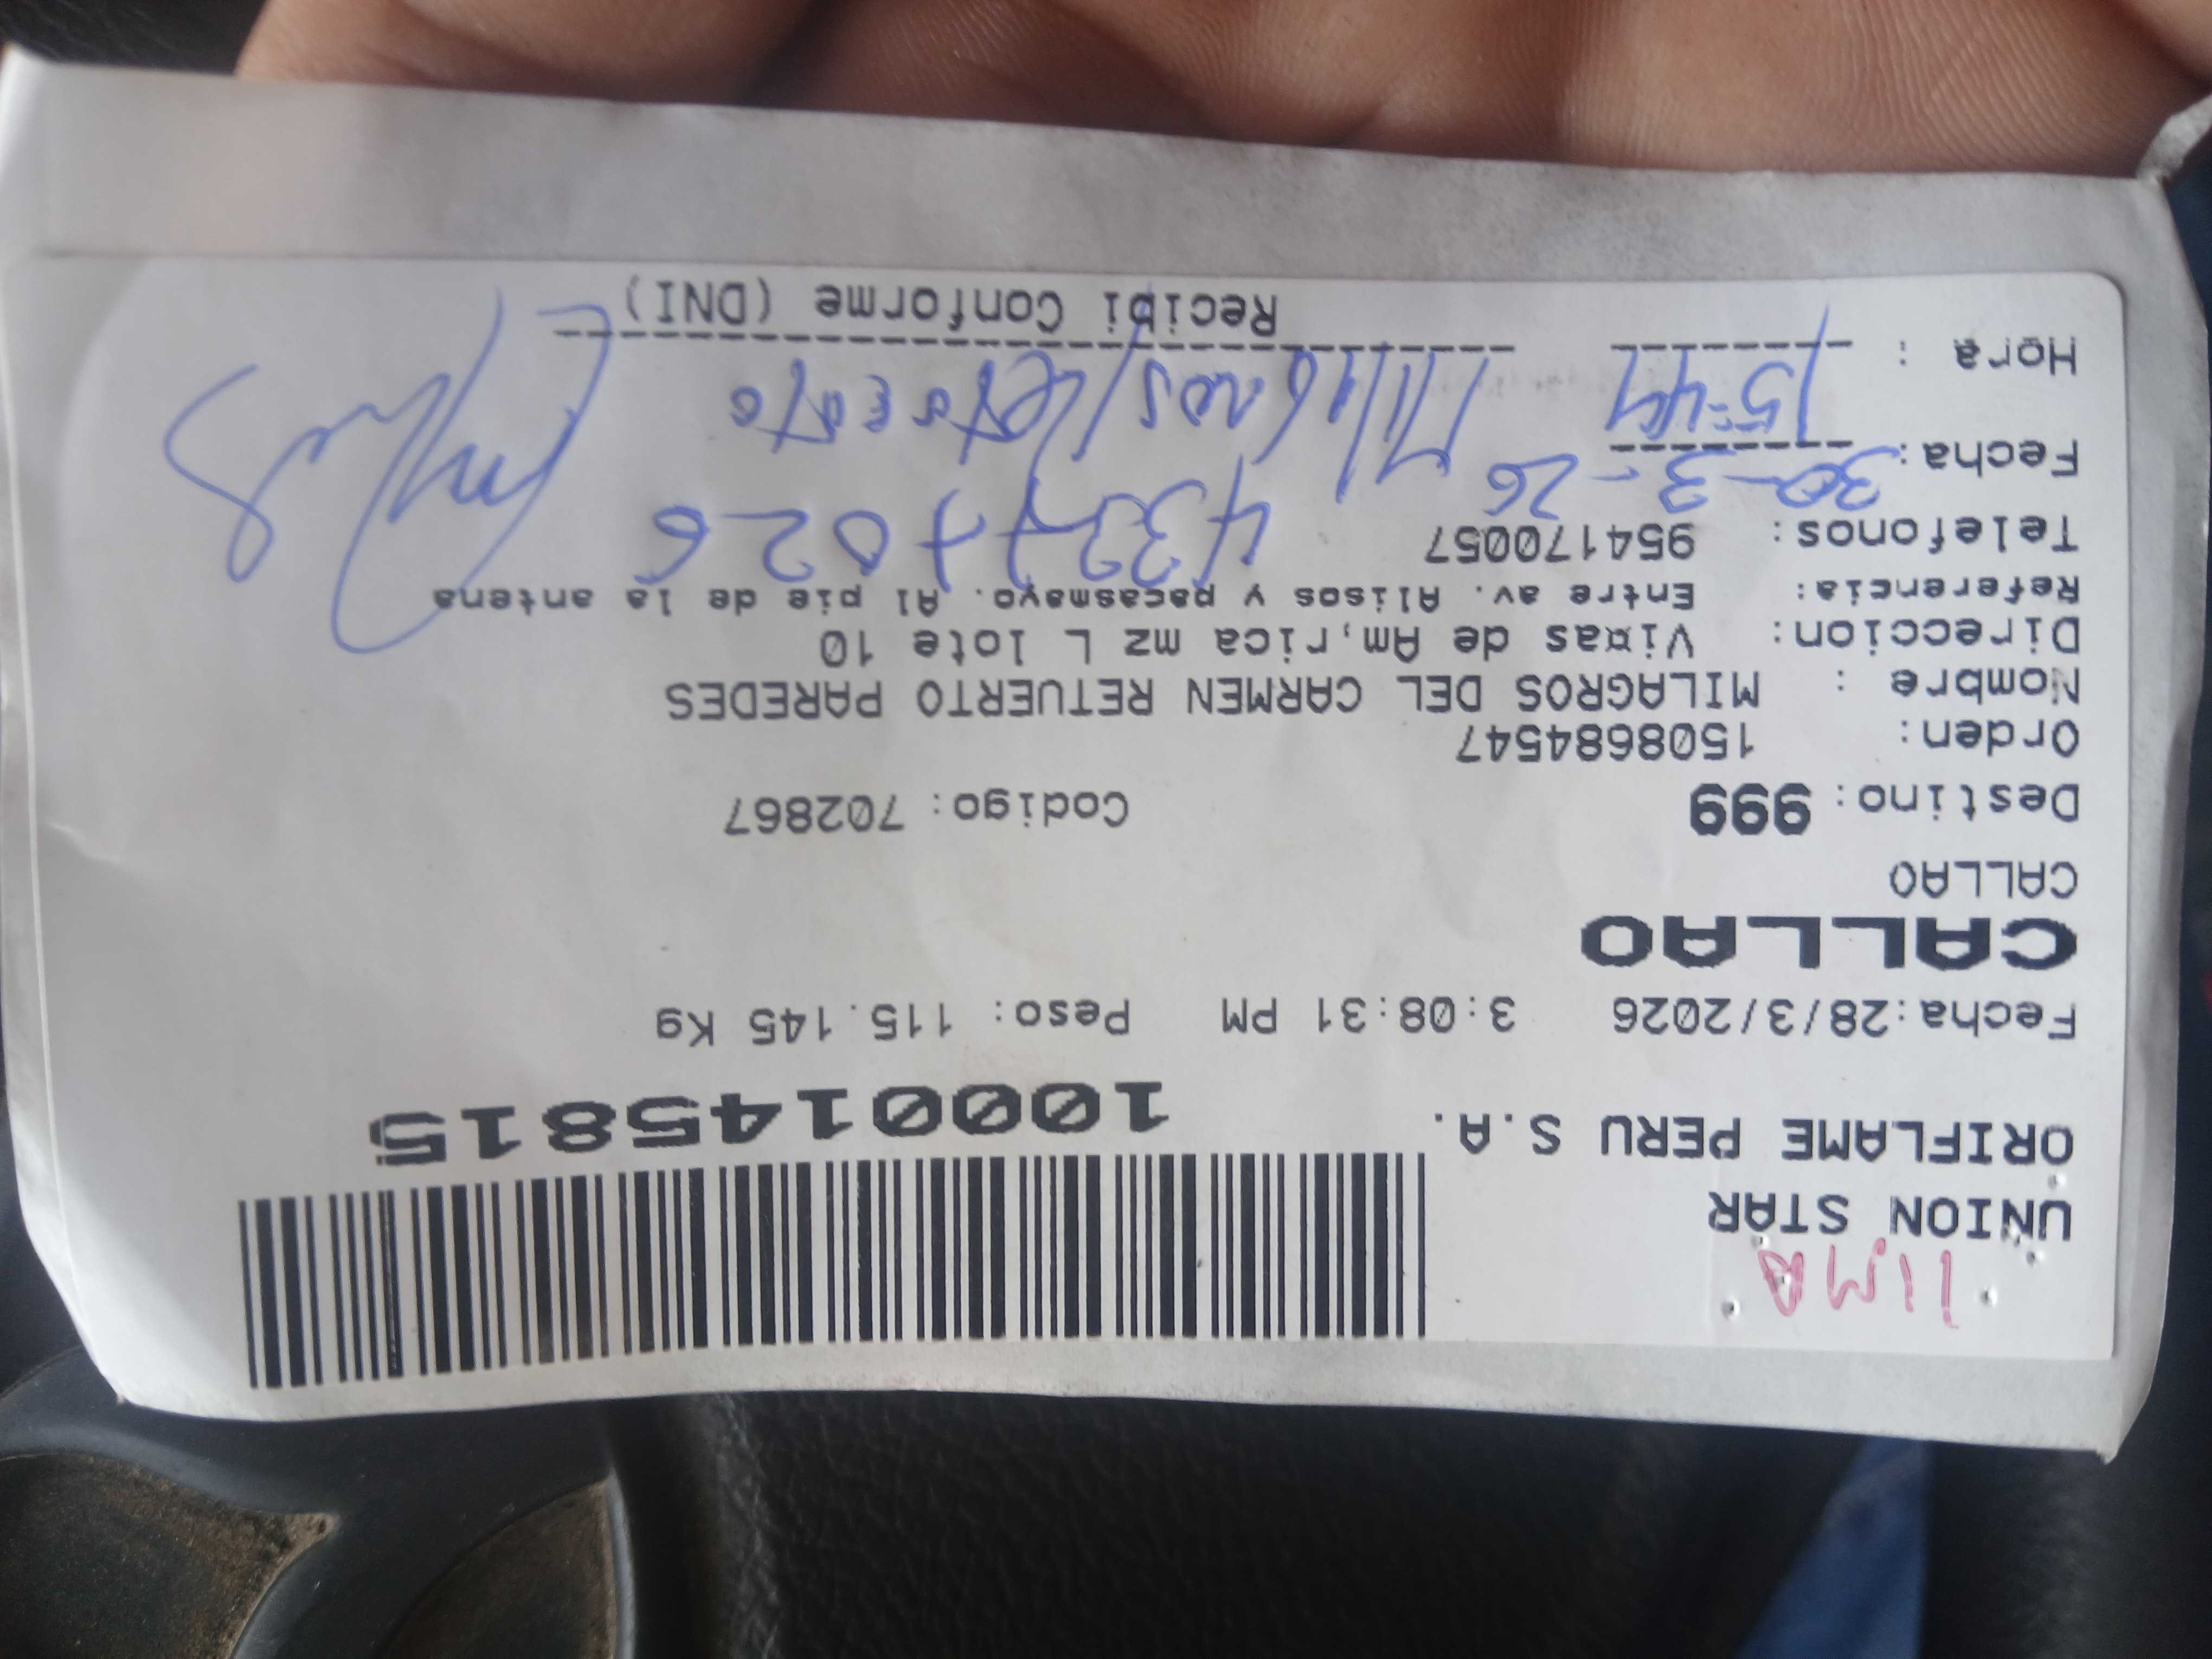 LIMA
UNION STAR
ORIFLAME PERU S.A.
1000145815
Fecha:28/3/2026 3:08:31 PM Peso: 115.145 Kg
CALLAO
CALLAO
Destino: 999 Codigo:702867
Orden: 1508684547
Nombre : MILAGROS DEL CARMEN RETUERTO PAREDES
Direccion: Vi¤as de Am,rica mz L lote 10
Referencia: Entre av. Alisos y pacasmayo. Al pie de la antena
Telefonos: 954170057
Fecha: 30-3-26
Hora : 15:44
Milagros Retuerto
Recibi Conforme (DNI)